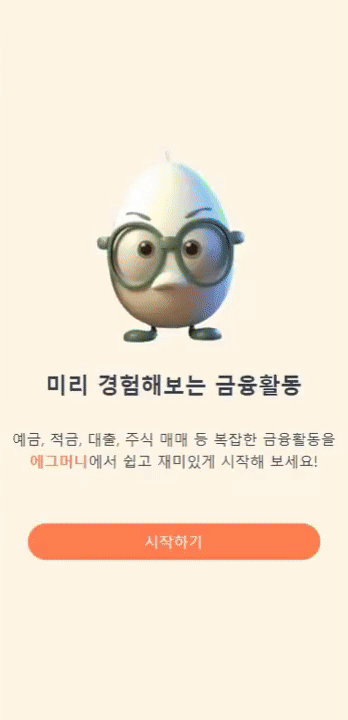 미리 경험해보는 금융활동
예금, 적금, 대출, 주식 매매 등 복잡한 금융활동을
에그머니에서 쉽고 재미있게 시작해 보세요!
시작하기